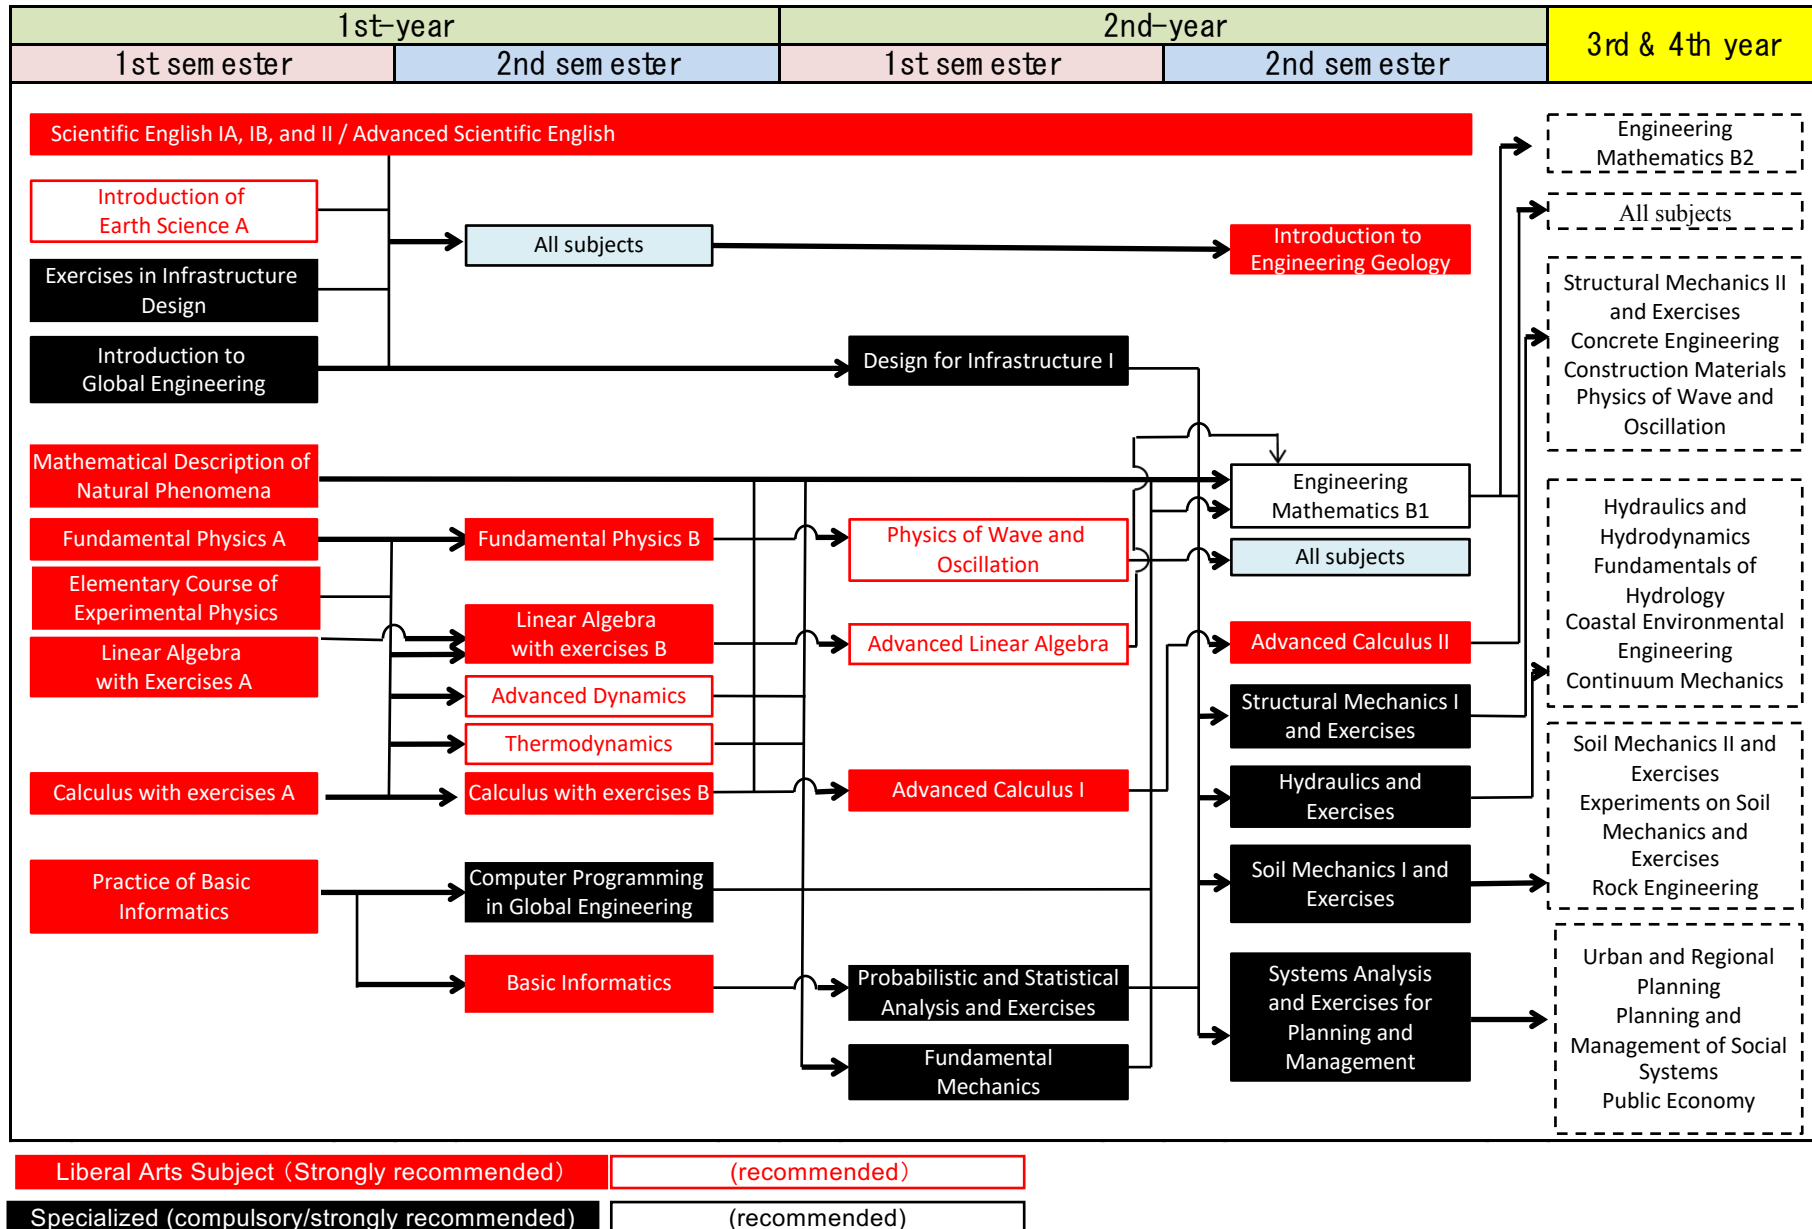 1st-year
2nd-year
3rd & 4th year
1st semester
2nd semester
1st semester
2nd semester
Scientific English IA, IB, and II / Advanced Scientific English
Introduction of
Earth Science A
Exercises in Infrastructure
Design
Introduction to
Global Engineering
Mathematical Description of
Natural Phenomena
Fundamental Physics A
Elementary Course of
Experimental Physics
Linear Algebra
with Exercises A
Calculus with exercises A
Practice of Basic
Informatics
All subjects
Fundamental Physics B
Linear Algebra
with exercises B
Advanced Dynamics
Thermodynamics
Calculus with exercises B
Computer Programming
in Global Engineering
Basic Informatics
Design for Infrastructure I
Physics of Wave and
Oscillation
Advanced Linear Algebra
Advanced Calculus I
Probabilistic and Statistical
Analysis and Exercises
Fundamental
Mechanics
Introduction to
Engineering Geology
Engineering
Mathematics B1
All subjects
Advanced Calculus II
Structural Mechanics I
and Exercises
Hydraulics and
Exercises
Soil Mechanics I and
Exercises
Systems Analysis
and Exercises for
Planning and
Management
Engineering
Mathematics B2
All subjects
Structural Mechanics II
and Exercises
Concrete Engineering
Construction Materials
Physics of Wave and
Oscillation
Hydraulics and
Hydrodynamics
Fundamentals of
Hydrology
Coastal Environmental
Engineering
Continuum Mechanics
Soil Mechanics II and
Exercises
Experiments on Soil
Mechanics and
Exercises
Rock Engineering
Urban and Regional
Planning
Planning and
Management of Social
Systems
Public Economy
Liberal Arts Subject（Strongly recommended）
(recommended）
Specialized (compulsory/strongly recommended)
(recommended)